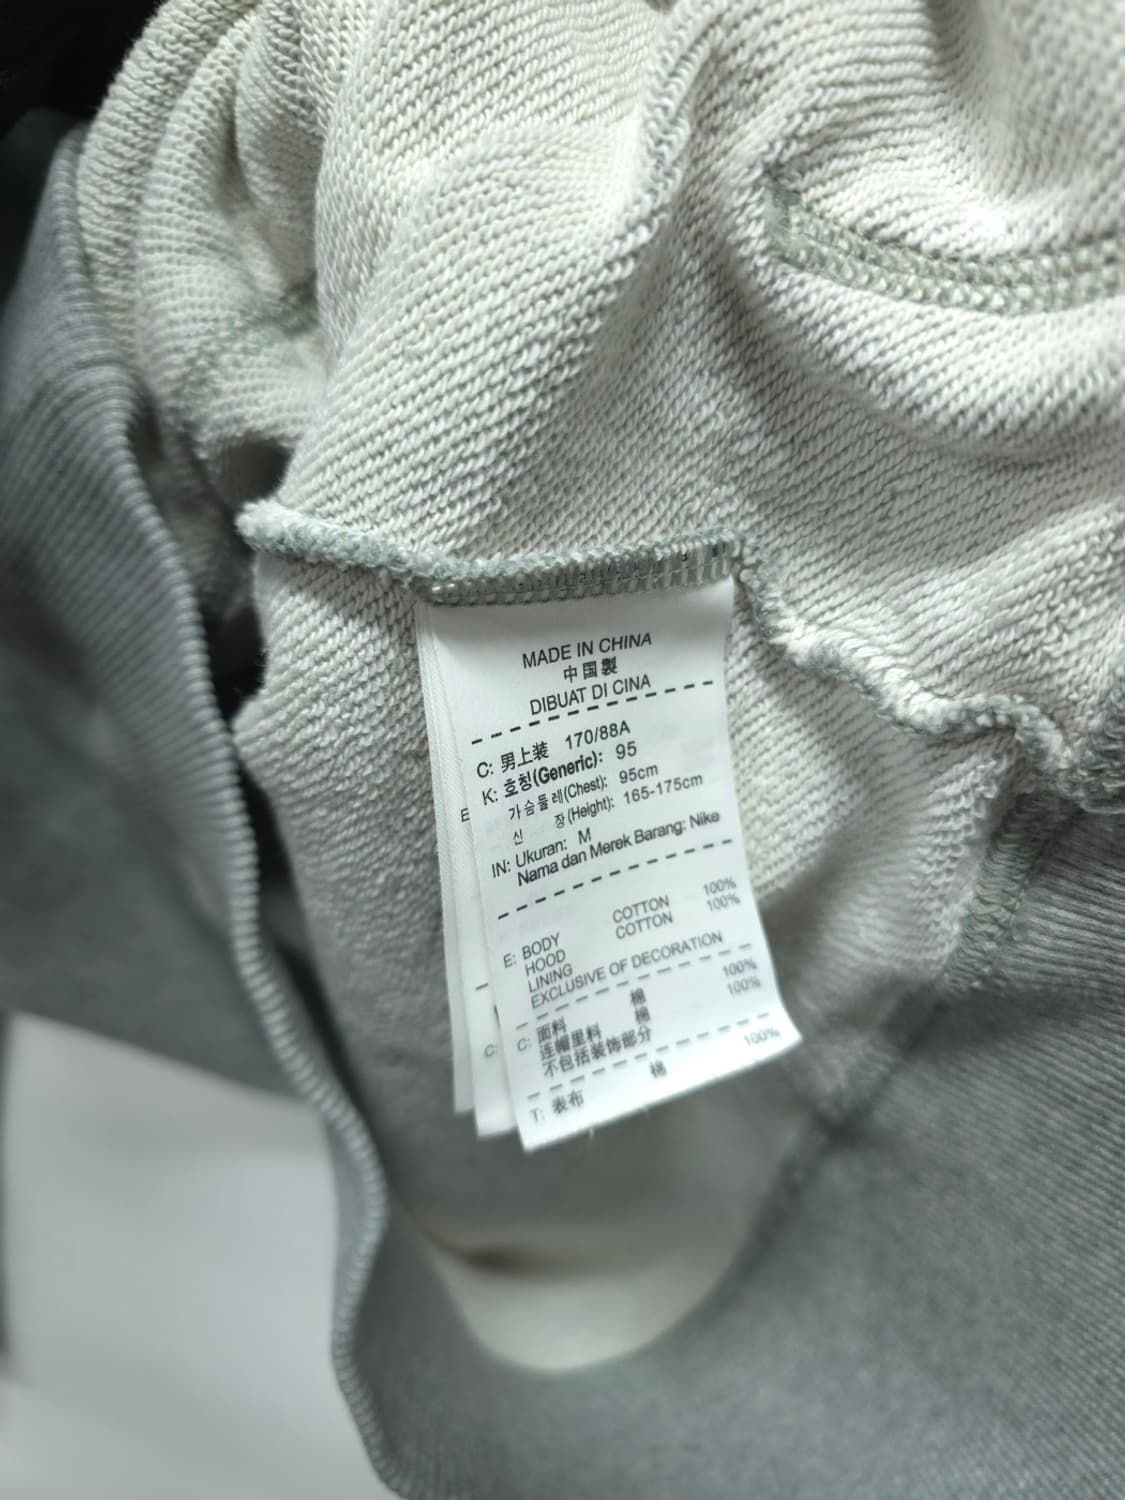 MADE IN CHINA
中国製
DIBUAT DI CINA
C: 男上装 170/88A
K: 호칭(Generic): 95
가슴둘레(Chest): 95cm
신 장(Height): 165-175cm
IN: Ukuran: M
Nama dan Merek Barang: Nike
E: BODY COTTON 100%
HOOD COTTON 100%
LINING
EXCLUSIVE OF DECORATION
C: 面料 棉 100%
连帽里料 棉 100%
不包括装饰部分
T: 表布 棉 100%
E
C: